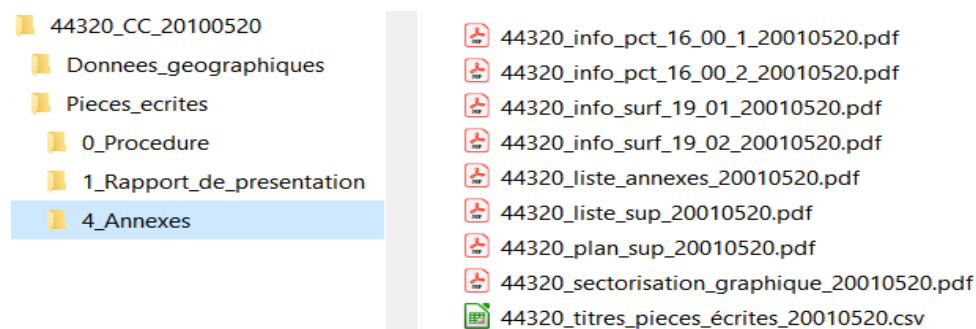 44320_CC_20100520
Donnees_geographiques
Pieces_ecrites
0_Procedure
1_Rapport_de_presentation
4_Annexes
44320_info_pct_16_00_1_20010520.pdf
44320_info_pct_16_00_2_20010520.pdf
44320_info_surf_19_01_20010520.pdf
44320_info_surf_19_02_20010520.pdf
44320_liste_annexes_20010520.pdf
44320_liste_sup_20010520.pdf
44320_plan_sup_20010520.pdf
44320_sectorisation_graphique_20010520.pdf
44320_titres_pieces_écrites_20010520.csv